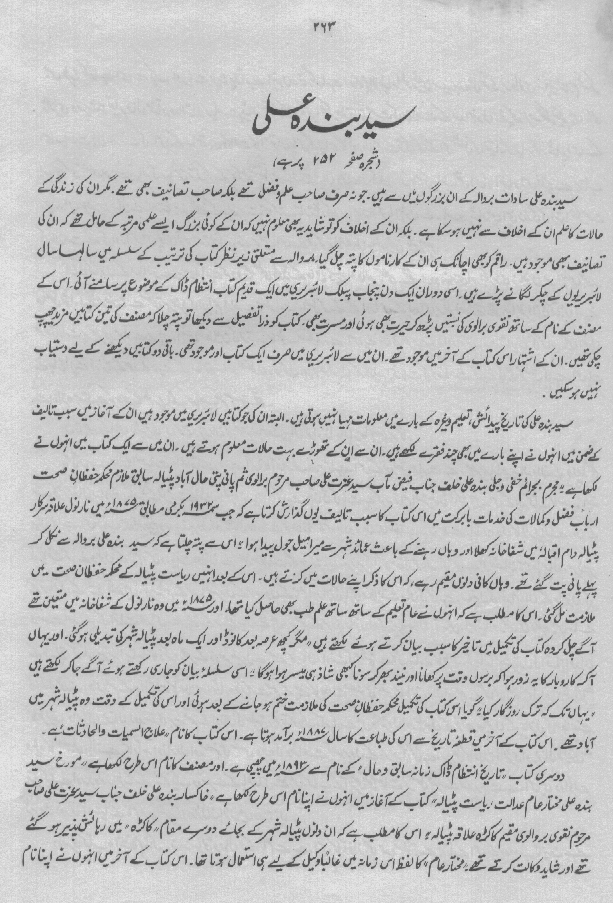 ۲۶۳
سید بندہ علی
(شجرہ صفحہ ۲۵۲ پر ہے)
سید بندہ علی سادات بردالہ کے ان بزرگوں میں سے ہیں۔ جو نہ صرف صاحب علم و فضل تھے بلکہ صاحب تصانیف بھی تھے۔ مگر ان کی زندگی کے
حالات کا علم ان کے اخلاف سے نہیں ہو سکا ہے۔ بلکہ ان کے اخلاف کو تو شاید یہ بھی معلوم نہیں کہ ان کے کوئی بزرگ ایسے علمی مرتبہ کے حامل تھے کہ ان کی
تصانیف بھی موجود ہیں۔ راقم کو بھی اچانک ہی ان کے کارناموں کا پتہ چل گیا۔ بردالہ سے متعلق زیر نظر کتاب کی ترتیب کے سلسلہ میں سالہا سال
لائبریریوں کے چکر لگانے پڑے ہیں۔ اسی دوران ایک دن پنجاب پبلک لائبریری میں ایک قدیم کتاب انتظام ڈاک کے موضوع پر سامنے آئی۔ اس کے
مصنف کے نام کے ساتھ نقوی برالوی کی نسبتیں پڑھ کر حیرت بھی ہوئی اور مسرت بھی۔ کتاب کو ذرا تفصیل سے دیکھا تو پتہ چلا کہ مصنف کی تین کتابیں مزید چھپ
چکی تھیں۔ ان کے اشتہار اس کتاب کے آخر میں موجود تھے۔ ان میں سے لائبریری میں صرف ایک کتاب اور موجود تھی۔ باقی دو کتابیں دیکھنے کے لیے دستیاب
نہیں ہو سکیں۔
سید بندہ علی کی تاریخ پیدائش، تعلیم وغیرہ کے بارے میں معلومات مہیا نہیں ہوتی ہیں۔ البتہ ان کی جو کتابیں لائبریری میں موجود ہیں ان کے آغاز میں سبب تالیف
کے ضمن میں انہوں نے اپنے بارے میں بھی چند فقرے لکھے ہیں۔ ان سے ان کے تھوڑے بہت حالات معلوم ہوتے ہیں۔ ان میں سے ایک کتاب میں انہوں نے
لکھا ہے "مجرم بجرائم خفی و جلی بندہ علی خلف جناب فیض مآب سید عزت علی صاحب مرحوم برالوی ثم پانی پتی حال آباد پٹیالہ سابق ملازم محکمہ حفظان صحت
ارباب فضل و کمالات کی خدمات بابرکت میں اس کتاب کا سبب تالیف یوں گذارش کرتا ہے کہ جب سمہ ۱۹۳۲ بکرمی مطابق ۱۸۷۵ء میں نارنول علاقہ سرکار
پٹیالہ دام اقبالہ میں شفاخانہ کھلا اور وہاں رہنے کے باعث عمائد شہر سے میرا میل جول پیدا ہوا" اس سے پتہ چلتا ہے کہ سید بندہ علی بردالہ سے نکل کر
پہلے پانی پت گئے تھے۔ وہاں کافی دنوں مقیم رہے، کہ اس کا ذکر اپنے حالات میں کرتے ہیں۔ اس کے بعد انہیں ریاست پٹیالہ کے محکمہ حفظان صحت میں
ملازمت مل گئی۔ اس کا مطلب ہے کہ انہوں نے عام تعلیم کے ساتھ ساتھ علم طب بھی حاصل کیا تھا۔ اور ۱۸۷۵ء میں وہ نارنول کے شفاخانہ میں متعین تھے
آگے چل کر وہ کتاب کی تکمیل میں تاخیر کا سبب بیان کرتے ہوئے لکھتے ہیں، "مگر کچھ عرصہ بعد کانوڑ اور ایک ماہ بعد پٹیالہ شہر کی تبدیلی ہو گئی۔ اور یہاں
آ کر کاروبار کا یہ زور ہوا کہ برسوں وقت پر کھانا اور نیند بھر کر سونا کبھی شاذ ہی میسر ہوا ہو گا" اسی سلسلۂ بیان کو جاری رکھتے ہوئے آگے جا کر لکھتے ہیں
"یہاں تک کہ ترک روزگار کیا" گویا اس کتاب کی تکمیل محکمہ حفظان صحت کی ملازمت ختم ہو جانے کے بعد ہوئی اور اس کی تکمیل کے وقت وہ پٹیالہ شہر میں
آباد تھے۔ اس کتاب کے آخر میں قطعہ تاریخ سے اس کی طباعت کا سال ۱۸۸۷ء برآمد ہوتا ہے۔ اس کتاب کا نام "علاج السمیات والحادثات" ہے۔
دوسری کتاب "تاریخ انتظام ڈاک زمانہ سابق و حال" کے نام سے ۱۸۹۲ء میں چھپی ہے۔ اور مصنف کا نام اس طرح لکھا ہے "مورخ سید
بندہ علی مختار عام عدالت ریاست پٹیالہ" کتاب کے آغاز میں انہوں نے اپنا نام اس طرح لکھا ہے "خاکسار بندہ علی خلف جناب سید عزت علی صاحب
مرحوم نقوی بروالوی مقیم کاکڑہ علاقہ پٹیالہ" اس کا مطلب ہے کہ ان دنوں پٹیالہ شہر کے بجائے دوسرے مقام "کاکڑہ" میں رہائش پذیر ہو گئے
تھے اور شاید وکالت کرتے تھے "مختار عام" کا لفظ اس زمانہ میں غالباً وکیل کے لیے ہی استعمال ہوتا تھا۔ اس کتاب کے آخر میں انہوں نے اپنا نام